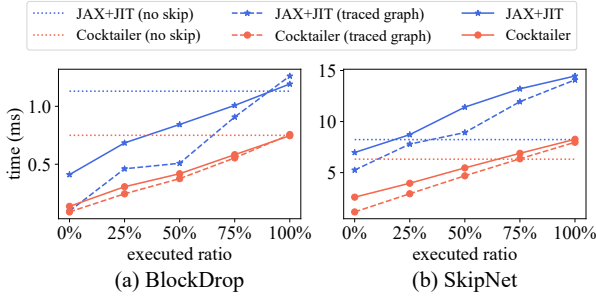 JAX+JIT (no skip) JAX+JIT (traced graph) JAX+JIT
Cocktailer (no skip) Cocktailer (traced graph) Cocktailer
time (ms)
1.0
0.5
0% 25% 50% 75% 100%
executed ratio
(a) BlockDrop
15
10
5
0% 25% 50% 75% 100%
executed ratio
(b) SkipNet